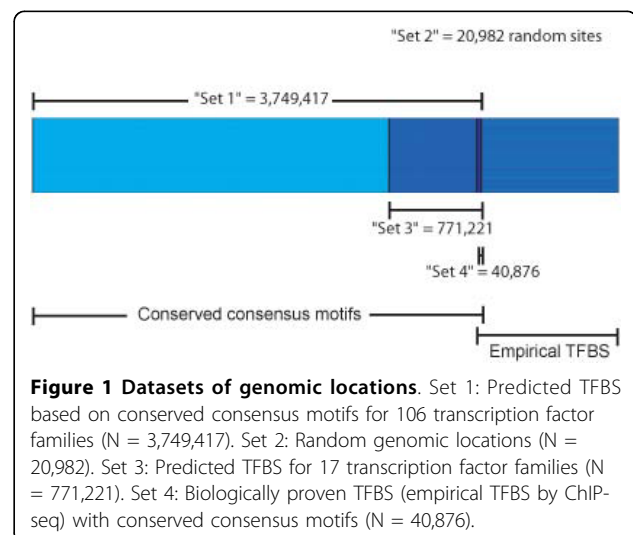 "Set 2" = 20,982 random sites
"Set 1" = 3,749,417
"Set 3" = 771,221
"Set 4" = 40,876
Conserved consensus motifs
Empirical TFBS
Figure 1 Datasets of genomic locations. Set 1: Predicted TFBS
based on conserved consensus motifs for 106 transcription factor
families (N = 3,749,417). Set 2: Random genomic locations (N =
20,982). Set 3: Predicted TFBS for 17 transcription factor families (N
= 771,221). Set 4: Biologically proven TFBS (empirical TFBS by ChIP-
seq) with conserved consensus motifs (N = 40,876).